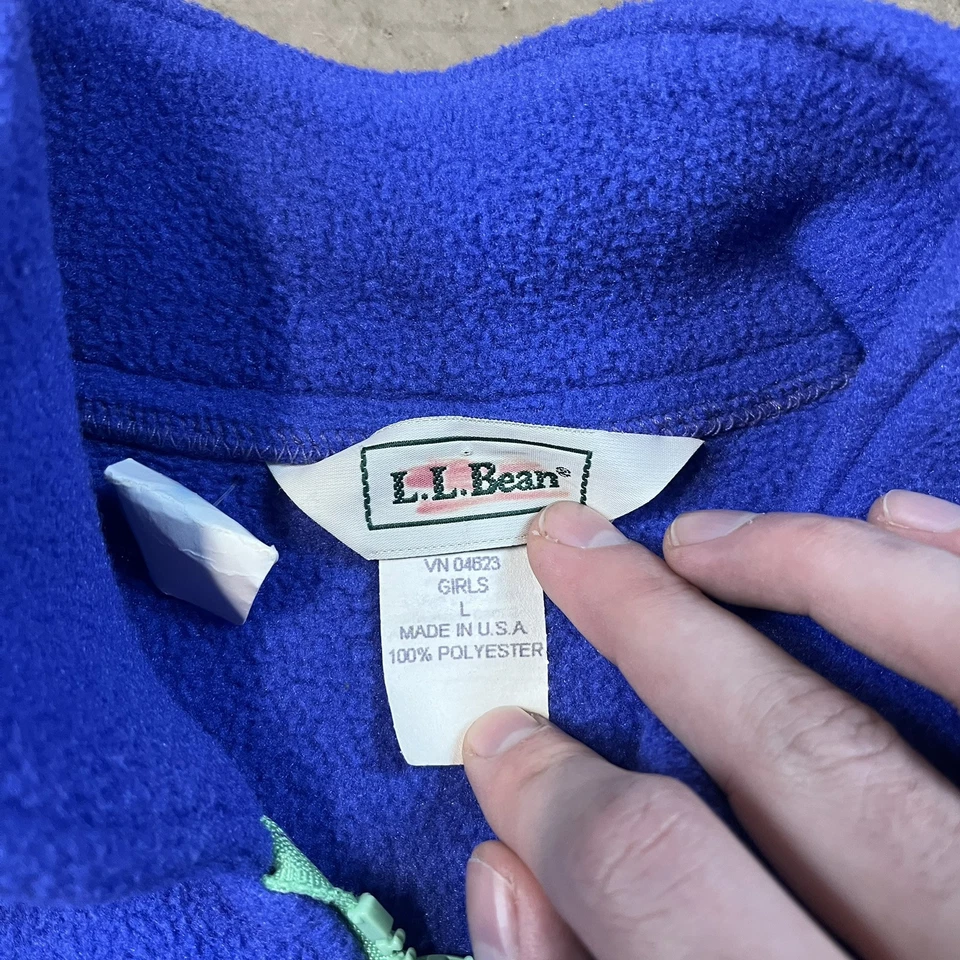 L.L.Bean®
VN 04623
GIRLS
L
MADE IN U.S.A
100% POLYESTER